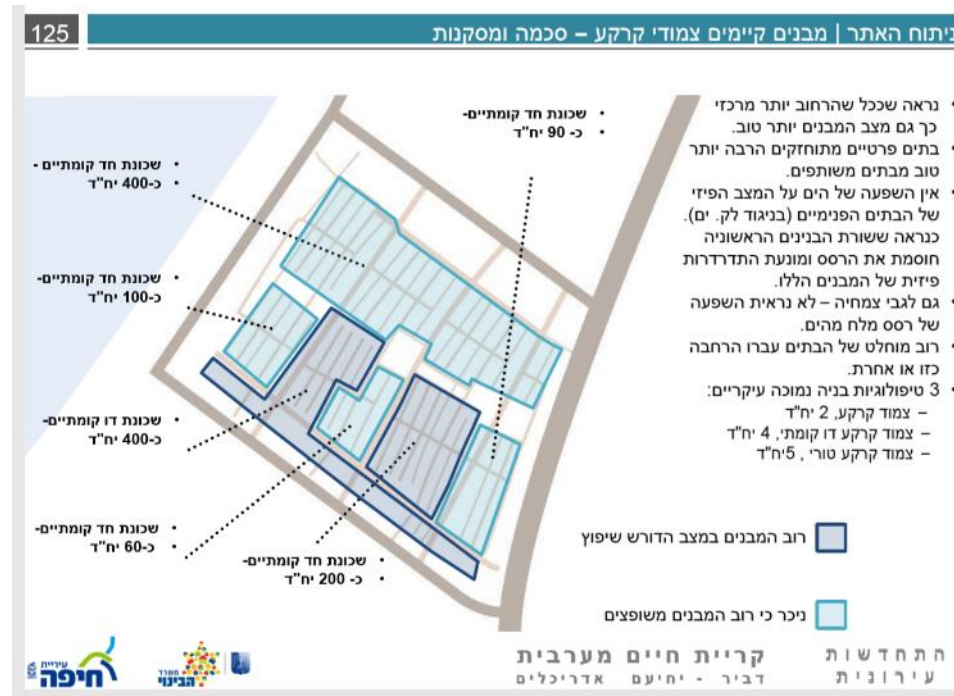 125
ניתוח האתר | מבנים קיימים צמודי קרקע – סכמה ומסקנות
• נראה שככל שהרחוב יותר מרכזי
כך גם מצב המבנים יותר טוב.
• בתים פרטיים מתוחזקים הרבה יותר
טוב מבתים משותפים.
• אין השפעה של הים על המצב הפיזי
של הבתים הפנימיים (בניגוד לק. ים).
כנראה ששורת הבנינים הראשוניה
חוסמת את הרסס ומונעת התדרדרות
פיזית של המבנים הללו.
• גם לגבי צמחיה – לא נראית השפעה
של רסס מלח מהים.
• רוב מוחלט של הבתים עברו הרחבה
כזו או אחרת.
• 3 טיפולוגיות בניה נמוכה עיקריים:
– צמוד קרקע, 2 יח"ד
– צמוד קרקע דו קומתי, 4 יח"ד
– צמוד קרקע טורי , 5יח"ד
• שכונת חד קומתיים-
• כ- 90 יח"ד
• שכונת חד קומתיים -
• כ-400 יח"ד
• שכונת חד קומתיים-
• כ-100 יח"ד
• שכונת דו קומתיים-
• כ-400 יח"ד
• שכונת חד קומתיים-
• כ-60 יח"ד
• שכונת חד קומתיים-
• כ- 200 יח"ד
רוב המבנים במצב הדורש שיפוץ
ניכר כי רוב המבנים משופצים
התחדשות
עירונית
קריית חיים מערבית
דביר - יחיעם אדריכלים
משרד
הבינוי
עיריית
חיפה